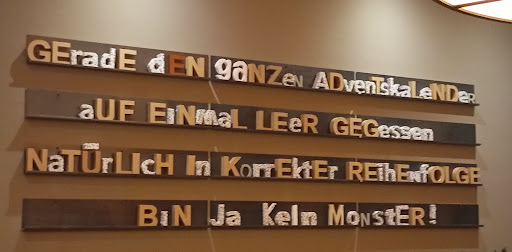 GEradE dEN gaNZeN ADventskaLeNDer
aUF EiNmaL LEeR GEGessen
NaTÜrLicH In KorrEkTEr REihenfOLGE
BiN Ja KeIn MonsTER!